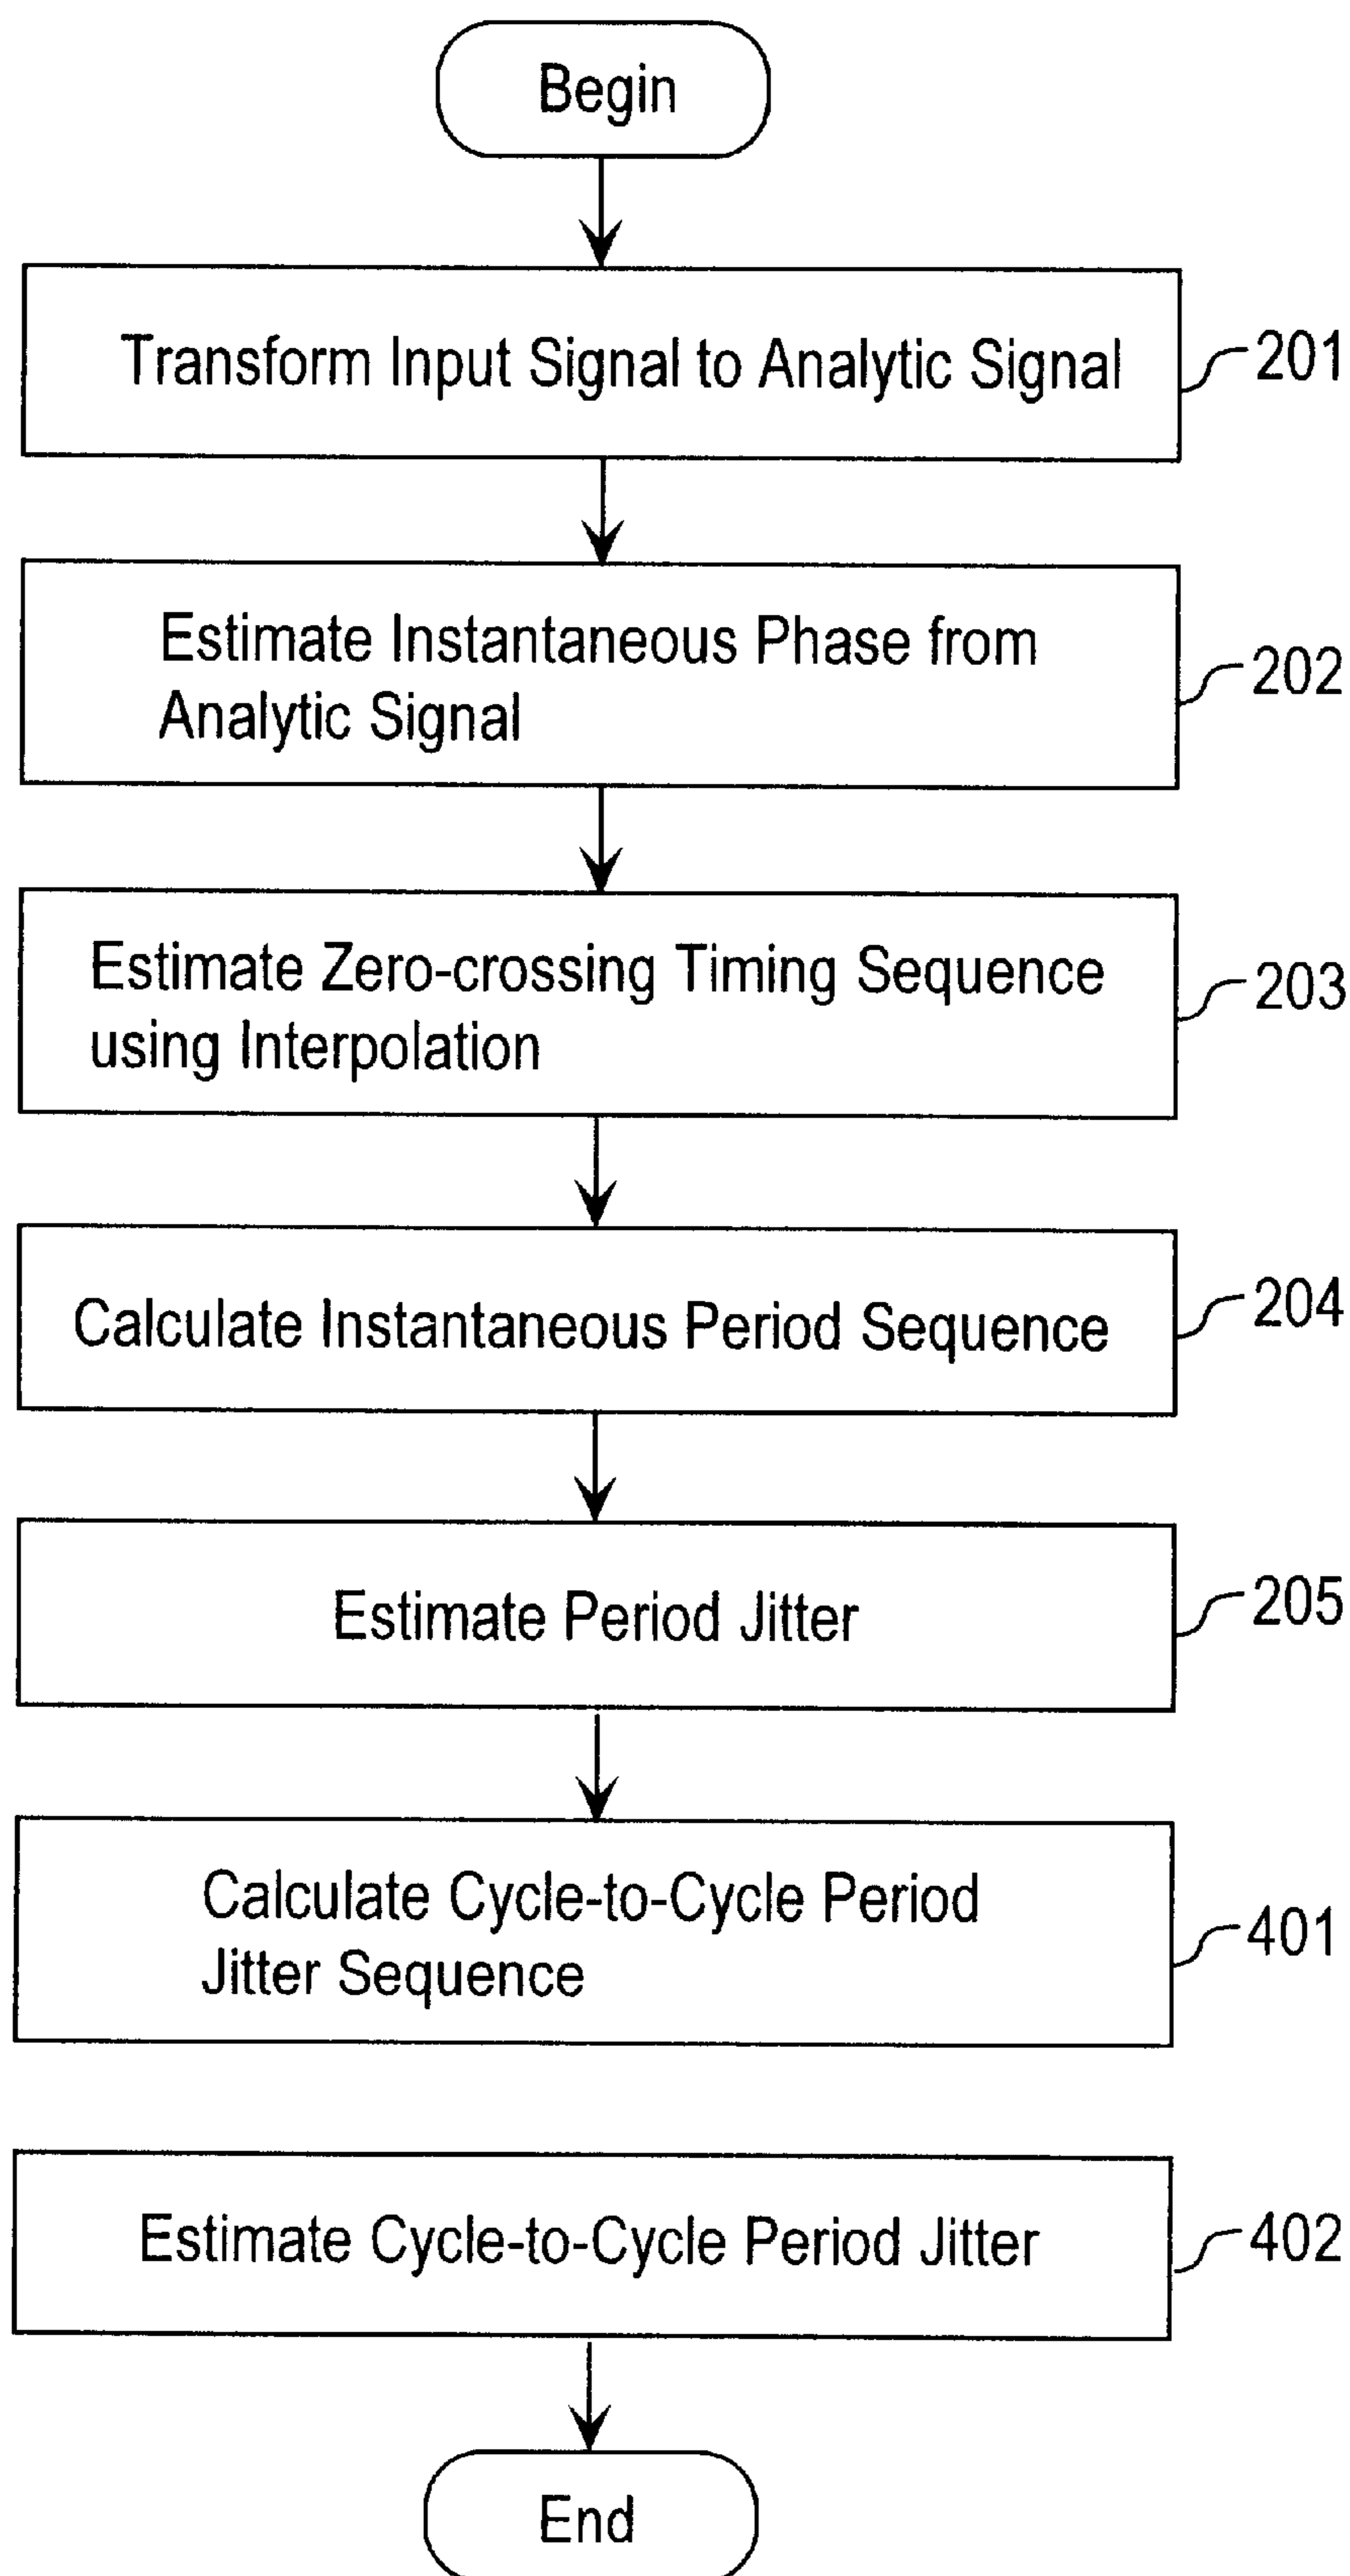 Begin
Transform Input Signal to Analytic Signal
201
Estimate Instantaneous Phase from
Analytic Signal
202
Estimate Zero-crossing Timing Sequence
using Interpolation
203
Calculate Instantaneous Period Sequence
204
Estimate Period Jitter
205
Calculate Cycle-to-Cycle Period
Jitter Sequence
401
Estimate Cycle-to-Cycle Period Jitter
402
End